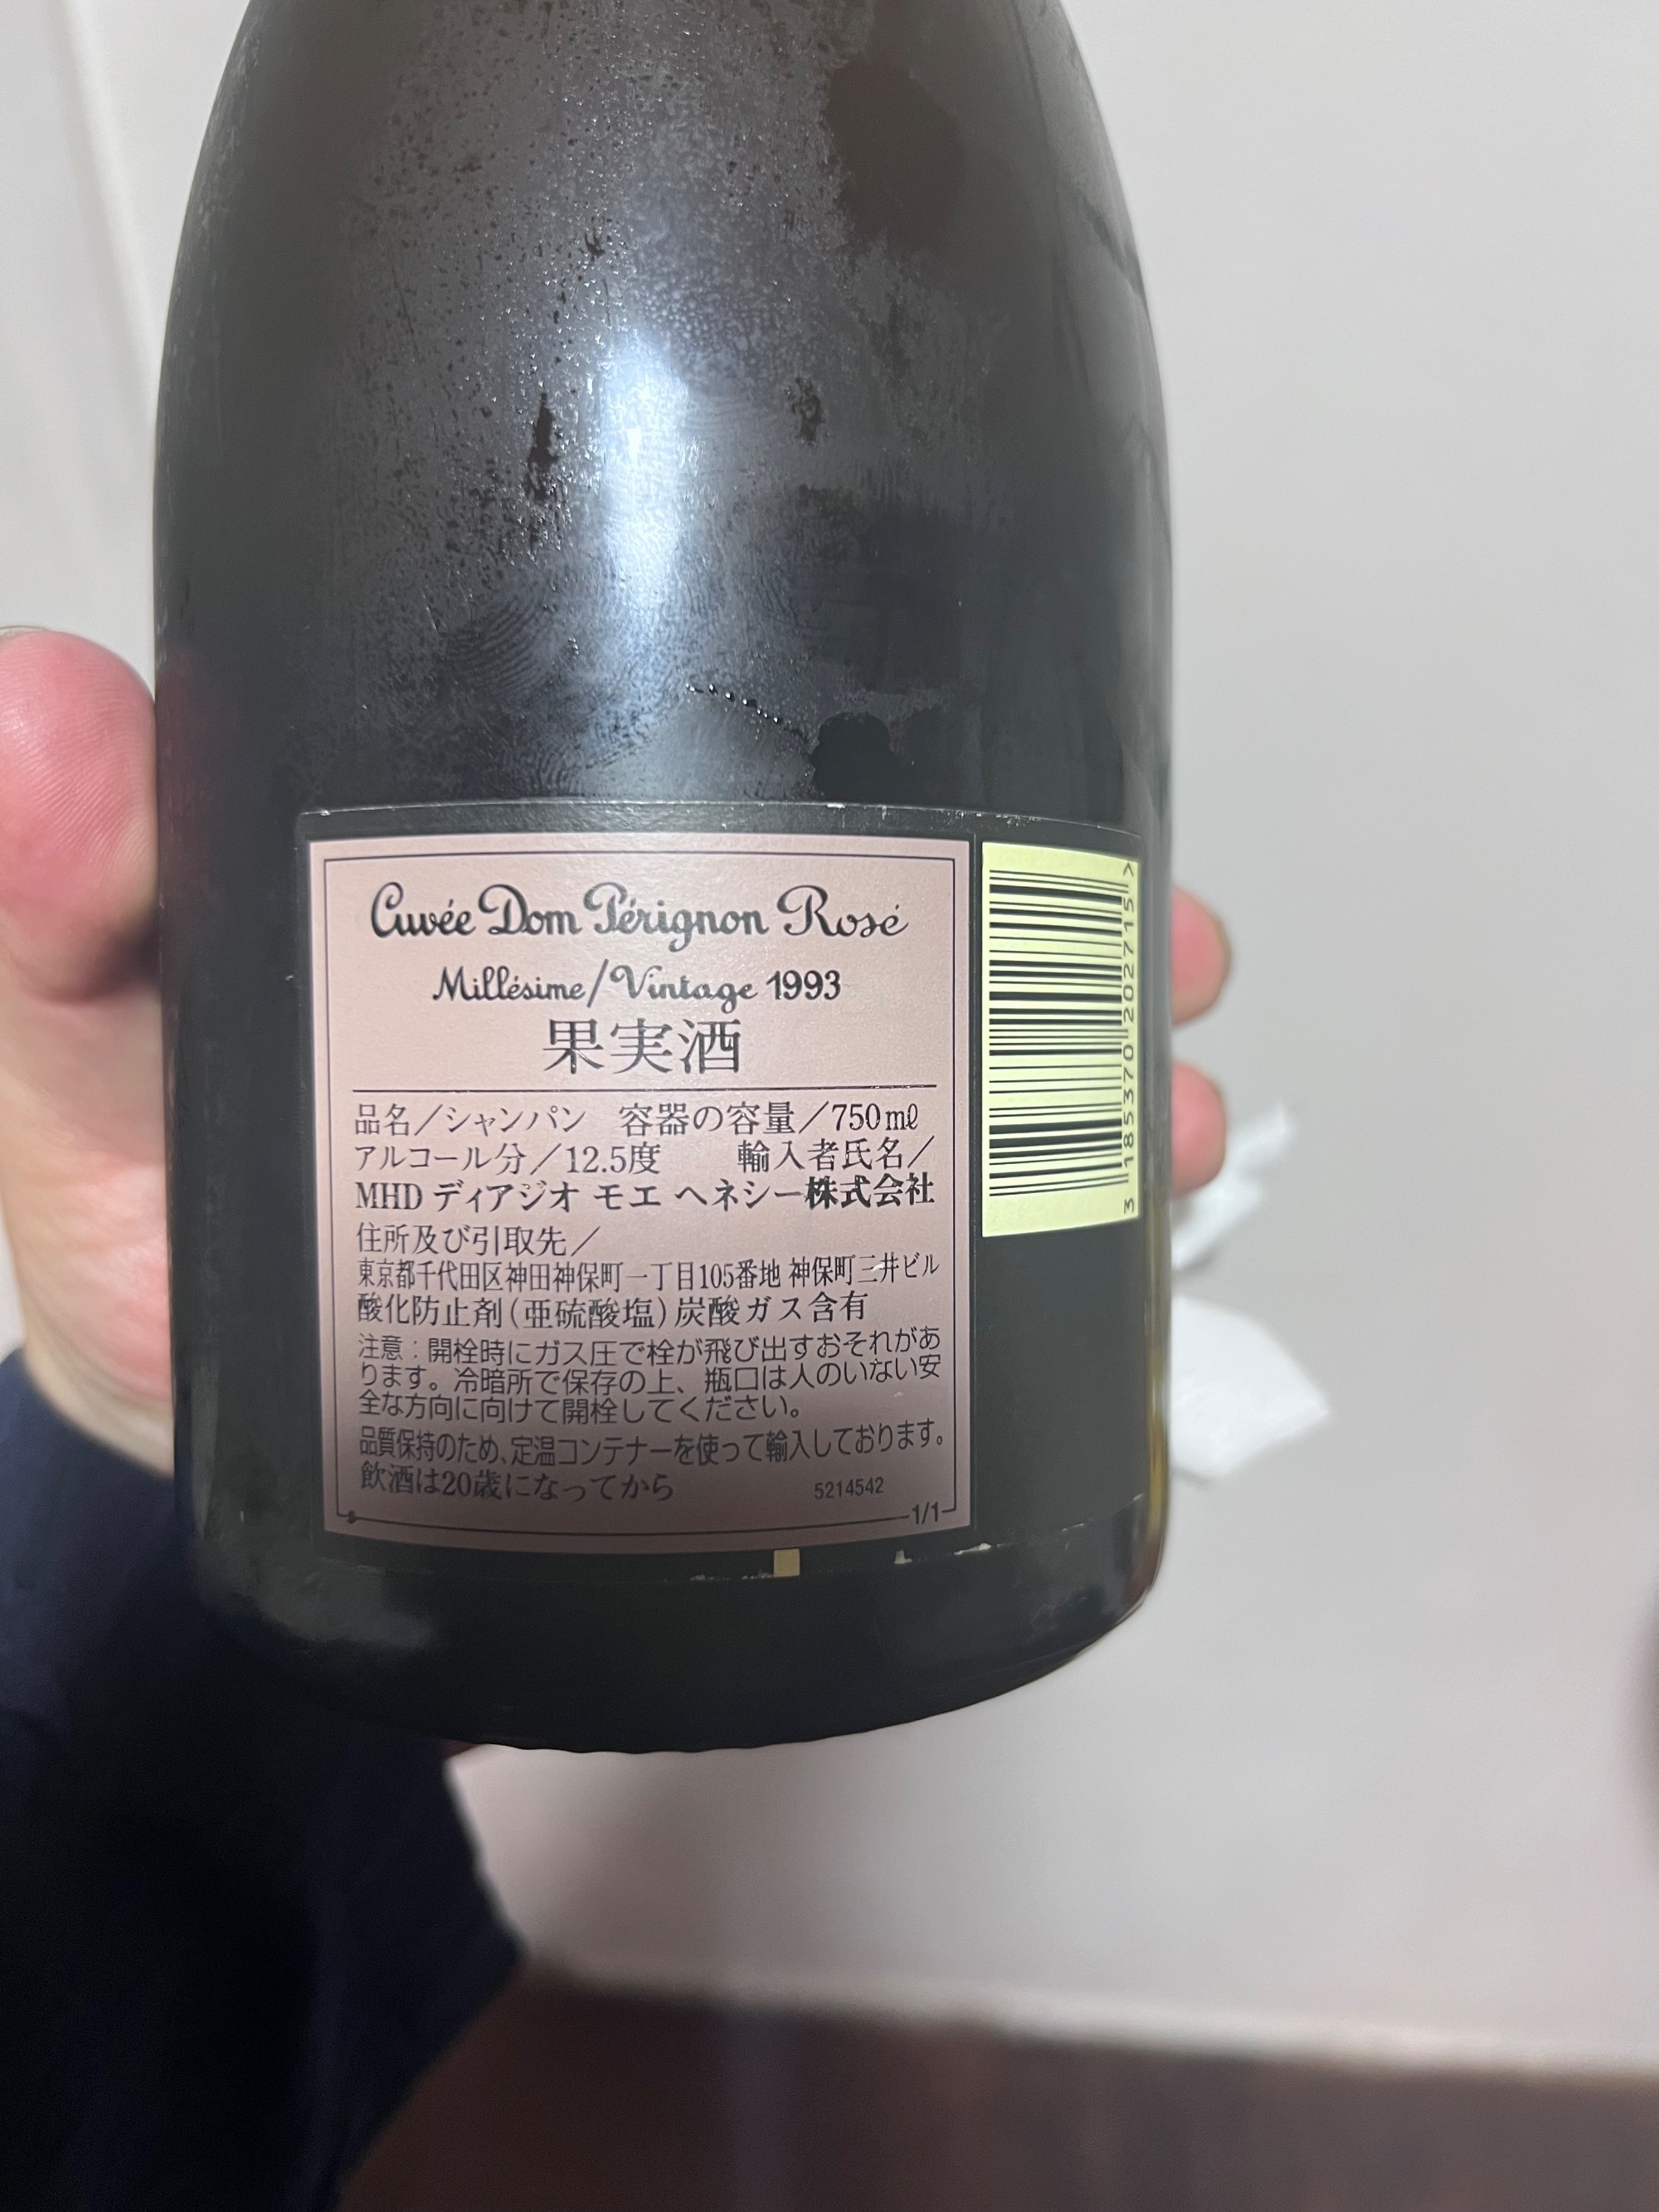 Cuvée Dom Pérignon Rosé
Millésime/Vintage 1993
果実酒
品名／シャンパン 容器の容量／750mℓ
アルコール分／12.5度 輸入者氏名／
MHD ディアジオ モエ ヘネシー株式会社
住所及び引取先／
東京都千代田区神田神保町一丁目105番地 神保町三井ビル
酸化防止剤(亜硫酸塩)炭酸ガス含有
注意：開栓時にガス圧で栓が飛び出すおそれがあ
ります。冷暗所で保存の上、瓶口は人のいない安
全な方向に向けて開栓してください。
品質保持のため、定温コンテナーを使って輸入しております。
飲酒は20歳になってから 5214542
1/1
3 185370 202715>